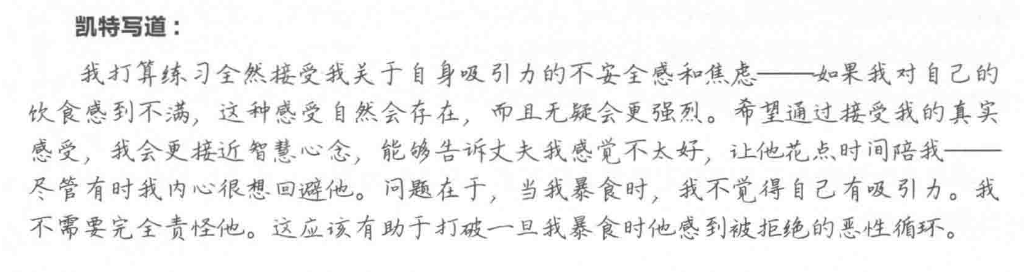 凯特写道：
我打算练习全然接受我关于自身吸引力的不安全感和焦虑——如果我对自己的
饮食感到不满，这种感受自然会存在，而且无疑会更强烈。希望通过接受我的真实
感受，我会更接近智慧心念，能够告诉丈夫我感觉不太好，让他花点时间陪我——
尽管有时我内心很想回避他。问题在于，当我暴食时，我不觉得自己有吸引力。我
不需要完全责怪他。这应该有助于打破一旦我暴食时他感到被拒绝的恶性循环。